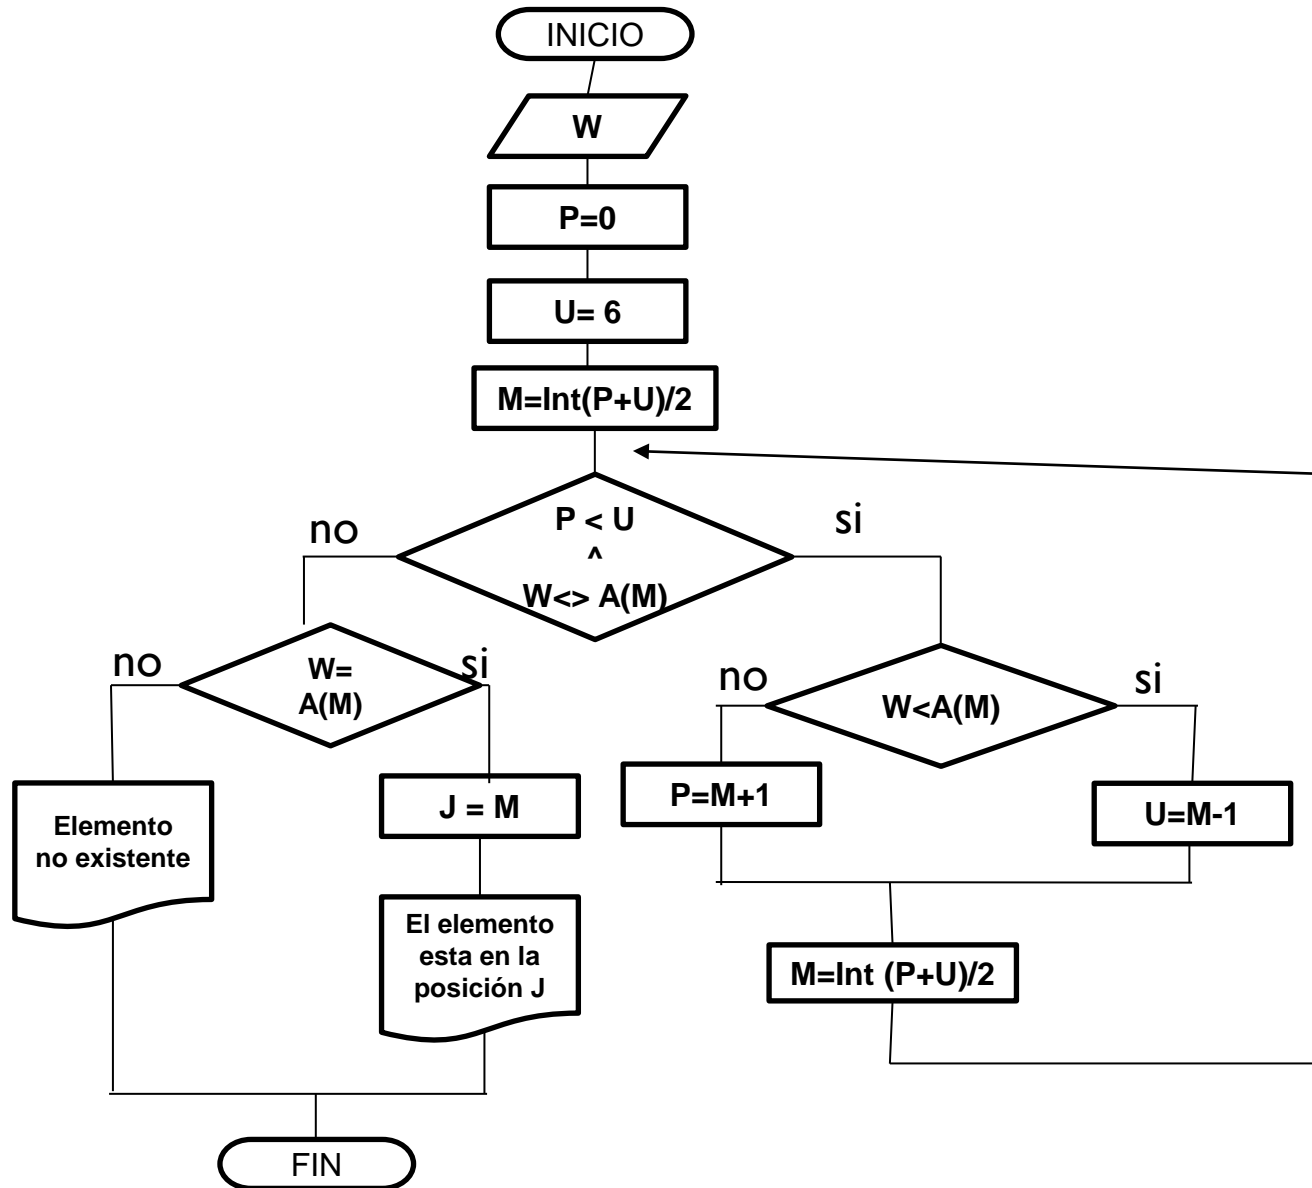 INICIO
W
P=0
U= 6
M=Int(P+U)/2
P < U
^
W<> A(M)
no
si
W=
A(M)
no
si
W<A(M)
no
si
Elemento
no existente
J = M
El elemento
esta en la
posición J
P=M+1
U=M-1
M=Int (P+U)/2
FIN